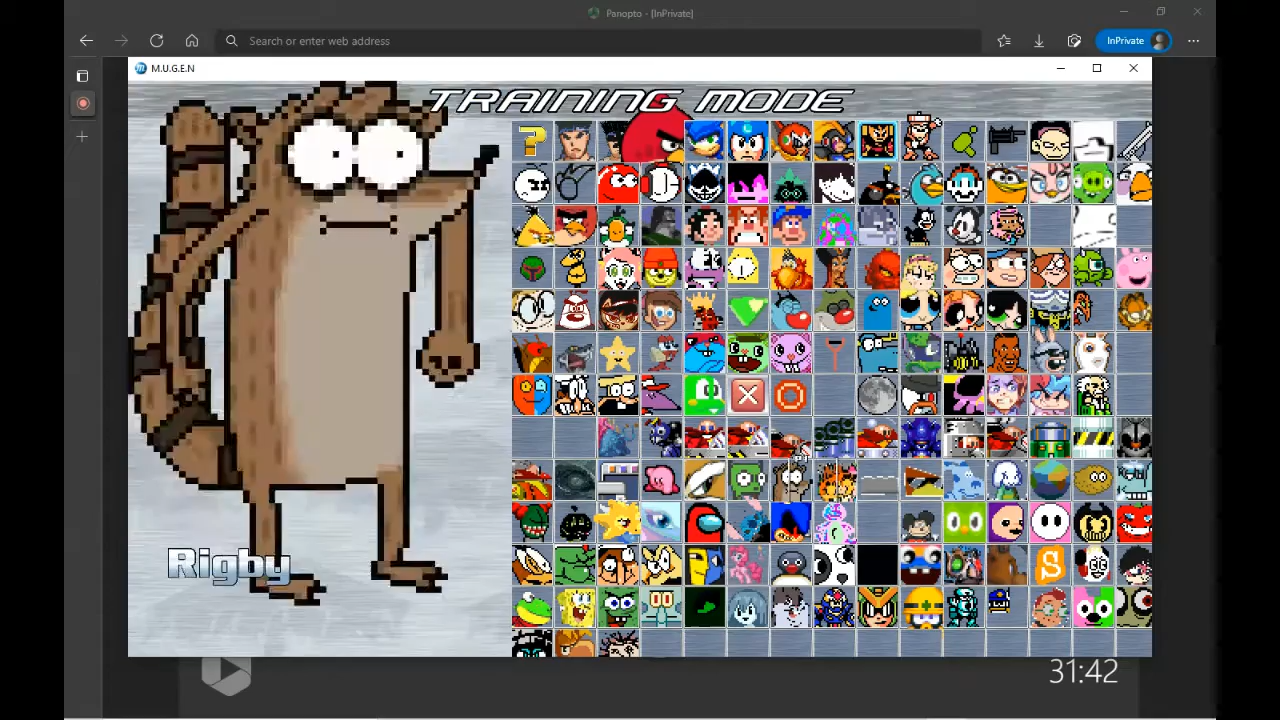 Panopto - [InPrivate]
Search or enter web address
InPrivate
M.U.G.E.N
TRAINING MODE
Rigby
31:42